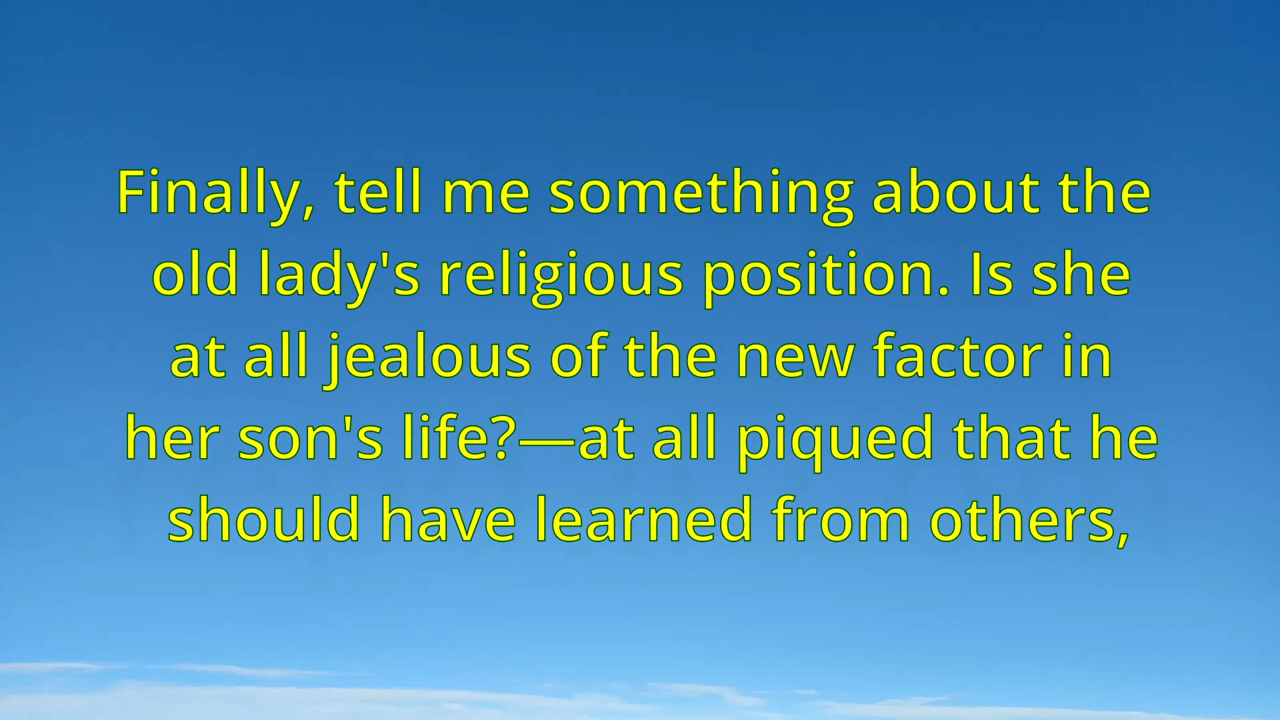 Finally, tell me something about the
old lady's religious position. Is she
at all jealous of the new factor in
her son's life?—at all piqued that he
should have learned from others,